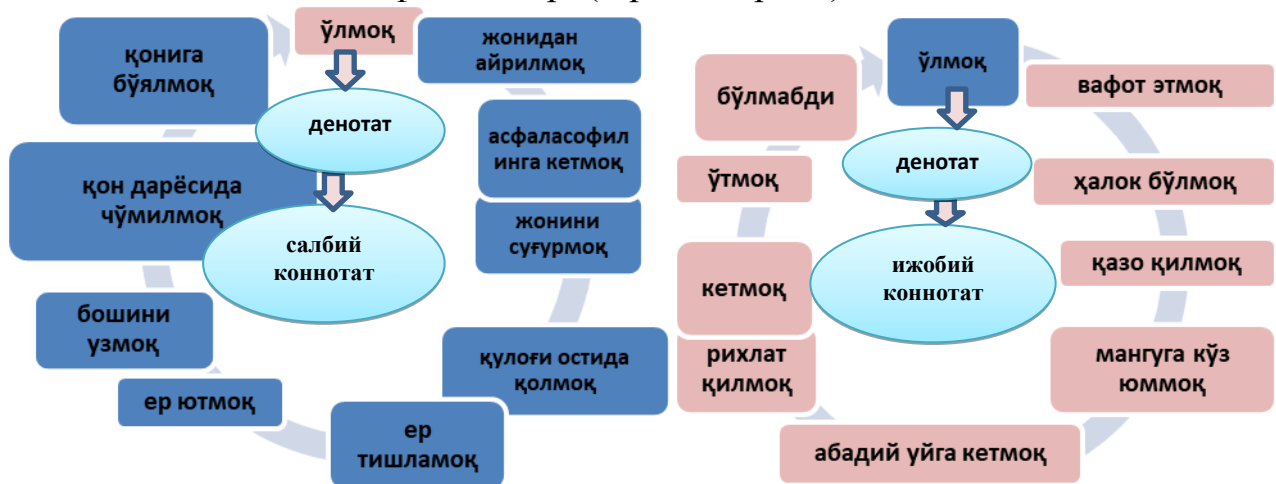 ўлмоқ
жонидан
айрилмоқ
асфаласофил
инга кетмоқ
жонини
суғурмоқ
қулоғи остида
қолмоқ
ер
тишламоқ
ер ютмоқ
бошини
узмоқ
қон дарёсида
чўмилмоқ
қонига
бўялмоқ
денотат
салбий
коннотат
ўлмоқ
вафот этмоқ
ҳалок бўлмоқ
қазо қилмоқ
мангуга кўз
юммоқ
абадий уйга кетмоқ
рихлат
қилмоқ
кетмоқ
ўтмоқ
бўлмабди
денотат
ижобий
коннотат